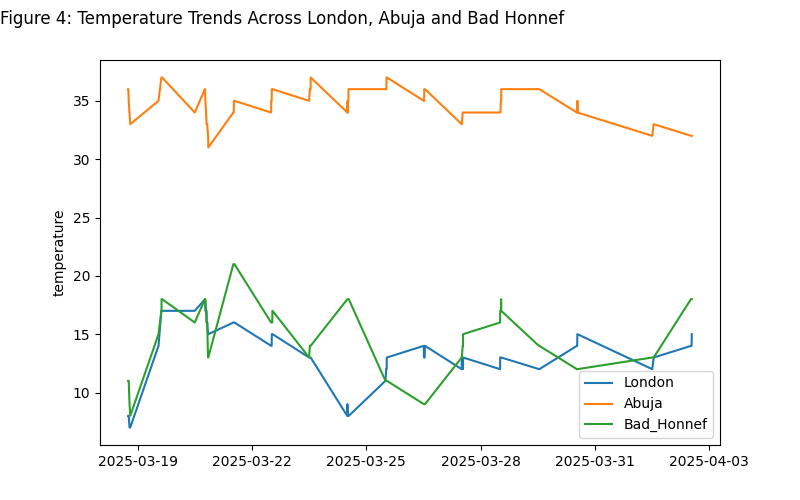 Figure 4: Temperature Trends Across London, Abuja and Bad Honnef
35
30
25
20
15
10
temperature
London
Abuja
Bad_Honnef
2025-03-19 2025-03-22 2025-03-25 2025-03-28 2025-03-31 2025-04-03